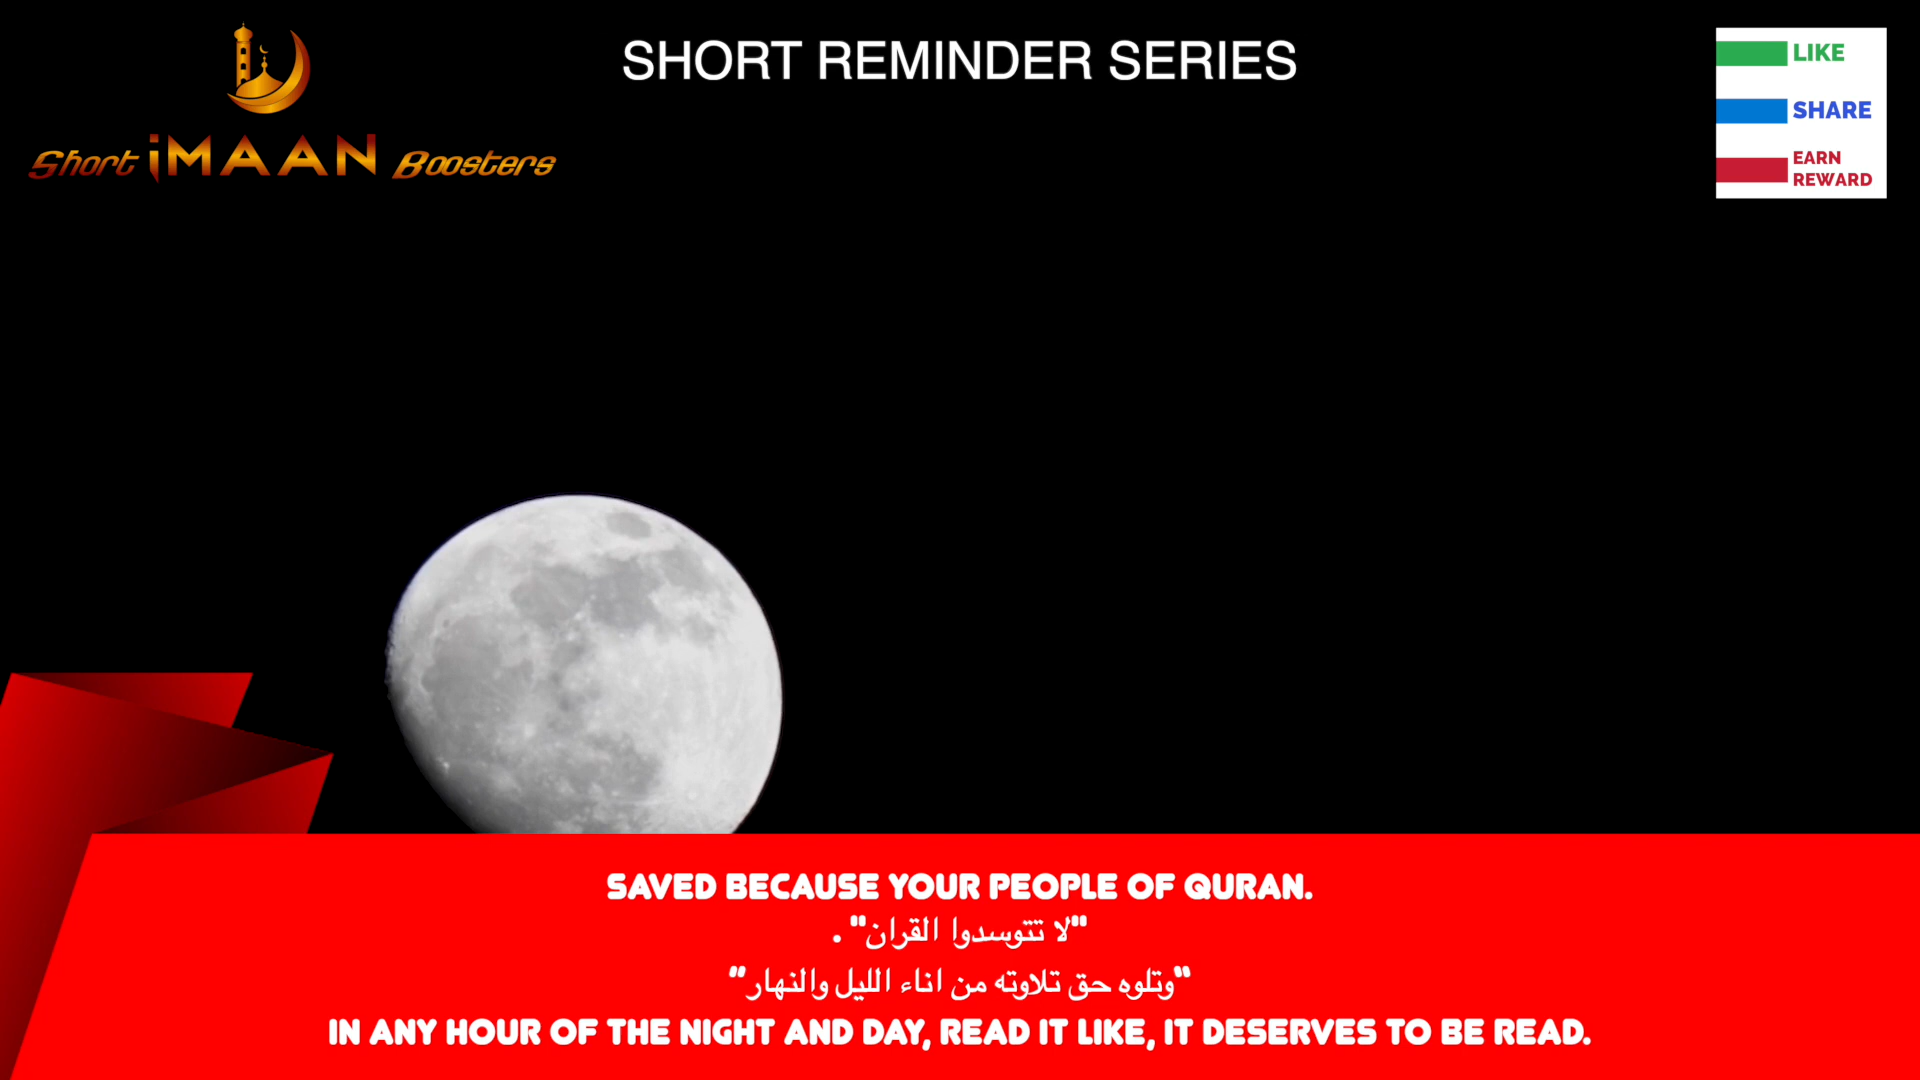 SHORT REMINDER SERIES
Short iMAAN Boosters
LIKE
SHARE
EARN
REWARD
SAVED BECAUSE YOUR PEOPLE OF QURAN.
"لا تتوسدوا القران" .
"وتلوه حق تلاوته من اناء الليل والنهار"
IN ANY HOUR OF THE NIGHT AND DAY, READ IT LIKE, IT DESERVES TO BE READ.